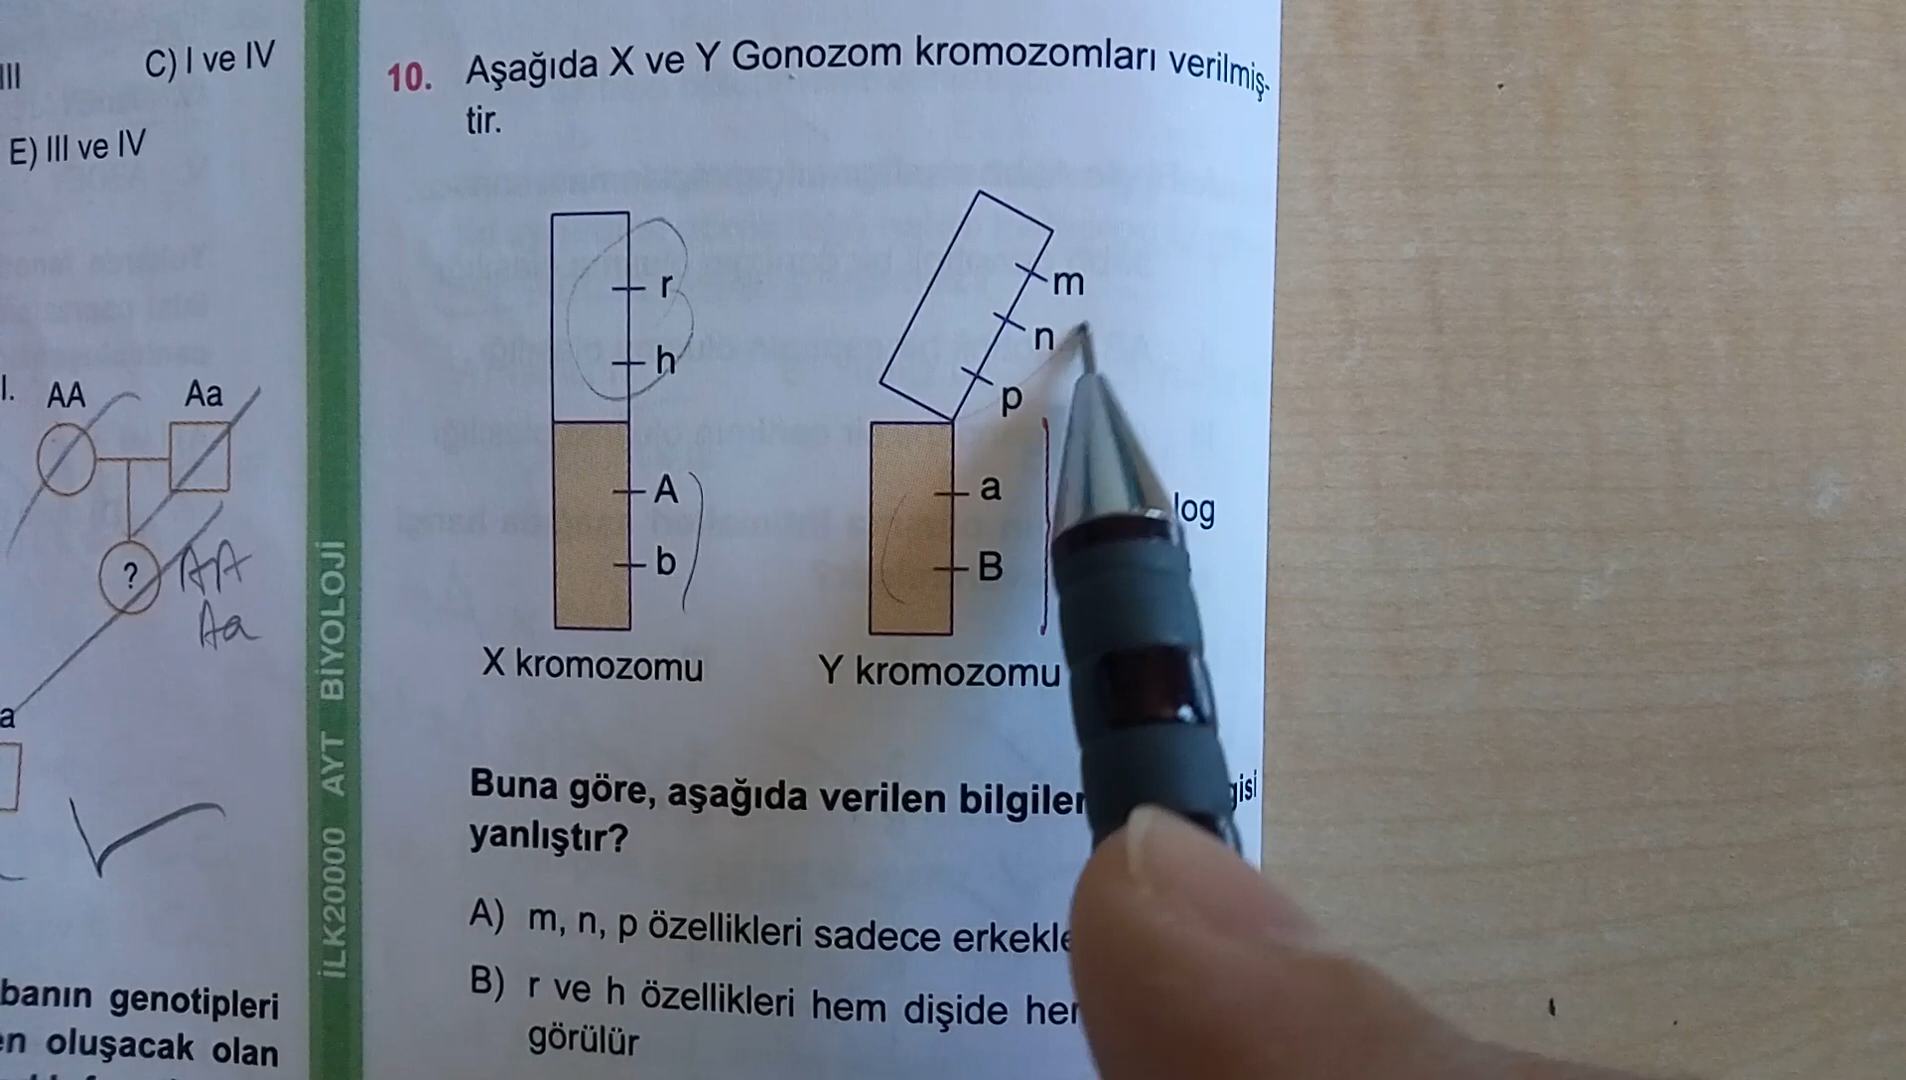 III
C) I ve IV
E) III ve IV
I. AA
Aa
?
AA
Aa
a
banın genotipleri
en oluşacak olan
İLK20000 AYT BİYOLOJİ
10. Aşağıda X ve Y Gonozom kromozomları verilmiş-
tir.
r
h
A
b
X kromozomu
m
n
p
a
B
log
Y kromozomu
Buna göre, aşağıda verilen bilgiler
yanlıştır?
A) m, n, p özellikleri sadece
B) r ve h özellikleri hem dişide
görülür